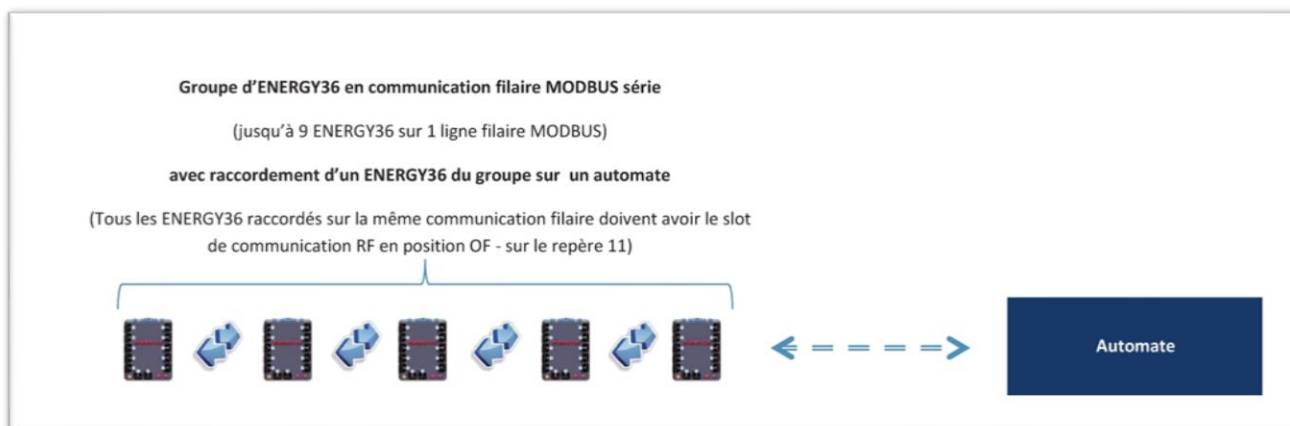 Groupe d'ENERGY36 en communication filaire MODBUS série
(jusqu'à 9 ENERGY36 sur 1 ligne filaire MODBUS)
avec raccordement d'un ENERGY36 du groupe sur un automate
(Tous les ENERGY36 raccordés sur la même communication filaire doivent avoir le slot
de communication RF en position OF - sur le repère 11)
Automate